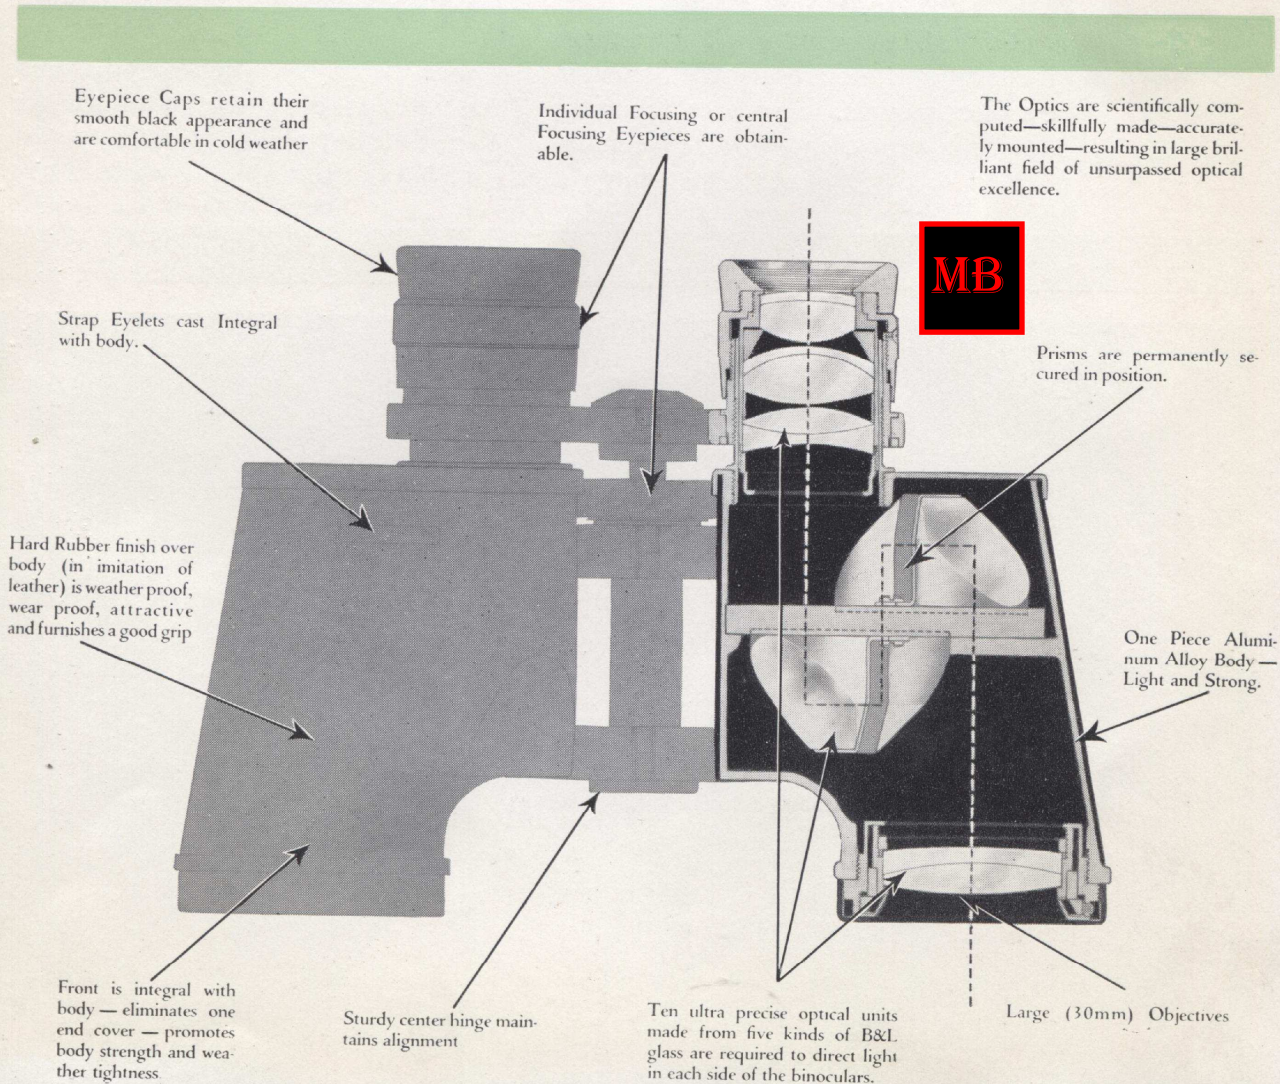 Eyepiece Caps retain their
smooth black appearance and
are comfortable in cold weather
Individual Focusing or central
Focusing Eyepieces are obtain-
able.
The Optics are scientifically com-
puted—skillfully made—accurate-
ly mounted—resulting in large bril-
liant field of unsurpassed optical
excellence.
MB
Strap Eyelets cast Integral
with body.
Prisms are permanently se-
cured in position.
Hard Rubber finish over
body (in imitation of
leather) is weather proof,
wear proof, attractive
and furnishes a good grip
One Piece Alumi-
num Alloy Body —
Light and Strong.
Front is integral with
body — eliminates one
end cover — promotes
body strength and wea-
ther tightness
Sturdy center hinge main-
tains alignment
Ten ultra precise optical units
made from five kinds of B&L
glass are required to direct light
in each side of the binoculars.
Large (30mm) Objectives